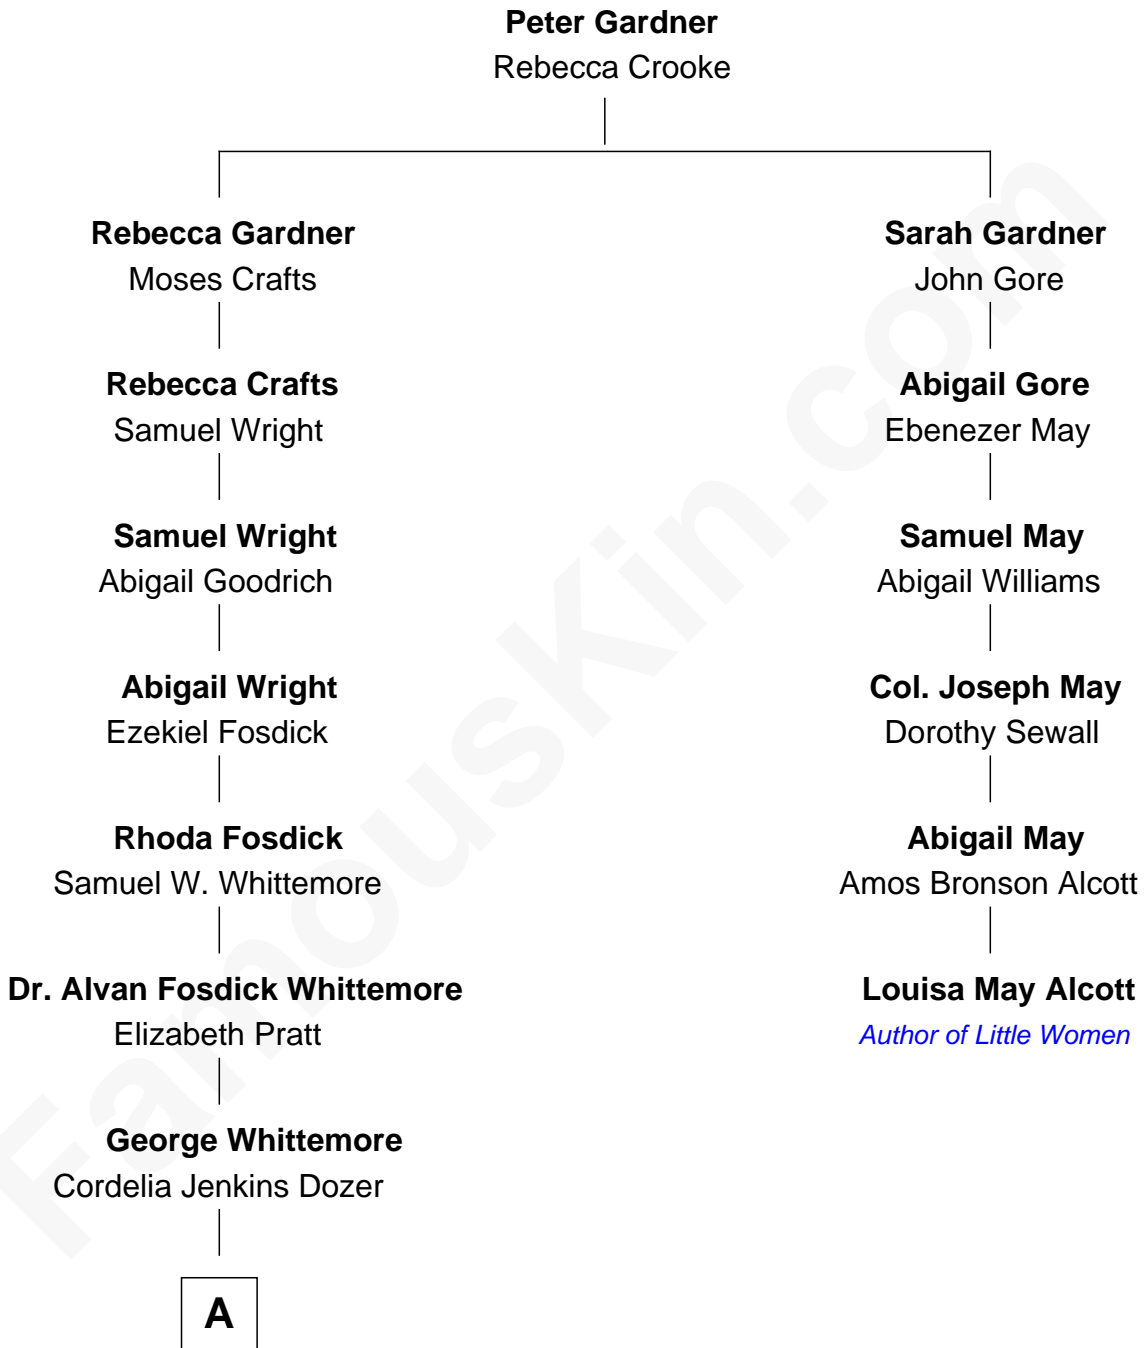 Peter Gardner
Rebecca Crooke
Rebecca Gardner
Moses Crafts
Sarah Gardner
John Gore
Rebecca Crafts
Samuel Wright
Abigail Gore
Ebenezer May
Samuel Wright
Abigail Goodrich
Samuel May
Abigail Williams
Abigail Wright
Ezekiel Fosdick
Col. Joseph May
Dorothy Sewall
Rhoda Fosdick
Samuel W. Whittemore
Abigail May
Amos Bronson Alcott
Dr. Alvan Fosdick Whittemore
Elizabeth Pratt
Louisa May Alcott
Author of Little Women
George Whittemore
Cordelia Jenkins Dozer
A
FamousKin.com